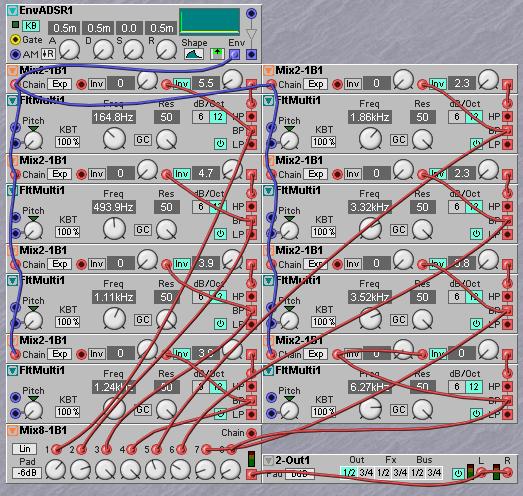 EnvADSR1
KB 0.5m 0.5m 0.0 0.5m
Gate A D S R Shape Env
AM R
Mix2-1B1
Chain Exp Inv 0 Inv 5.5
FltMulti1
Freq Res dB/Oct
164.8Hz 50 6 12 HP
Pitch BP
KBT GC LP
100%
Mix2-1B1
Chain Exp Inv 0 Inv 4.7
FltMulti1
Freq Res dB/Oct
493.9Hz 50 6 12 HP
Pitch BP
KBT GC LP
100%
Mix2-1B1
Chain Exp Inv 0 Inv 3.9
FltMulti1
Freq Res dB/Oct
1.11kHz 50 6 12 HP
Pitch BP
KBT GC LP
100%
Mix2-1B1
Chain Exp Inv 0 Inv
FltMulti1
Freq Res dB/Oct
1.24kHz 50 12 HP
Pitch BP
KBT GC LP
100%
Mix8-1B1
Chain
Lin 1 2 3 4 5 6 7 8
Pad
-6dB
Mix2-1B1
Chain Exp Inv 0 Inv 2.3
FltMulti1
Freq Res dB/Oct
1.86kHz 50 6 12 HP
Pitch BP
KBT GC LP
100%
Mix2-1B1
Chain Exp Inv 0 Inv 2.3
FltMulti1
Freq Res dB/Oct
3.32kHz 50 6 12 HP
Pitch BP
KBT GC LP
100%
Mix2-1B1
Chain Exp Inv 0 Inv
FltMulti1
Freq Res dB/Oct
3.52kHz 50 6 12 HP
Pitch BP
KBT GC LP
100%
Mix2-1B1
Chain Exp Inv 0 Inv 0
FltMulti1
Freq Res dB/Oct
6.27kHz 50 6 12 HP
Pitch BP
KBT GC LP
100%
2-Out1 Out Fx Bus L R
Pad 0dB 1/2 3/4 1/2 3/4 1/2 3/4